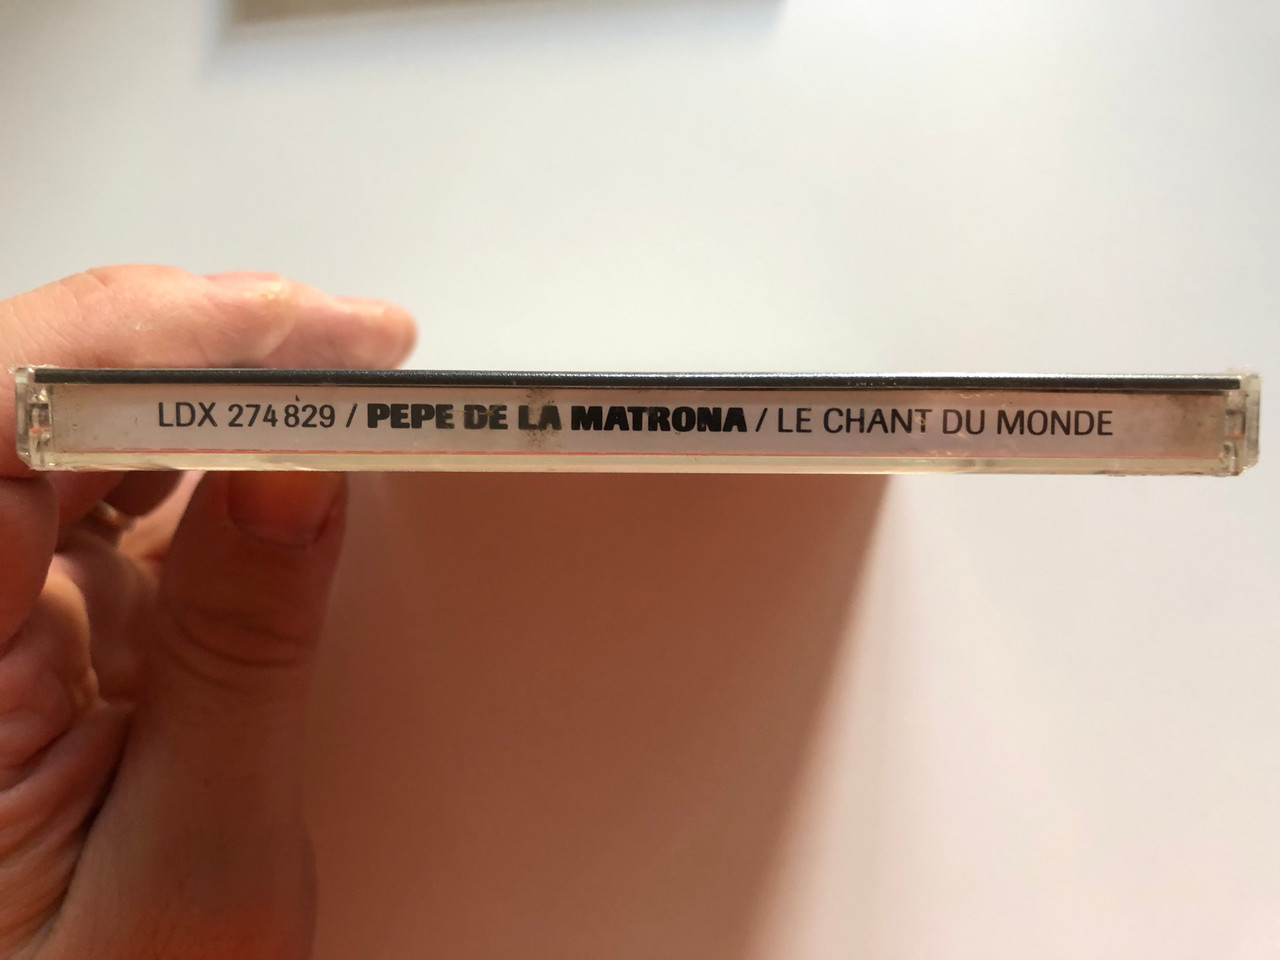 LDX 274 829 / PEPE DE LA MATRONA / LE CHANT DU MONDE